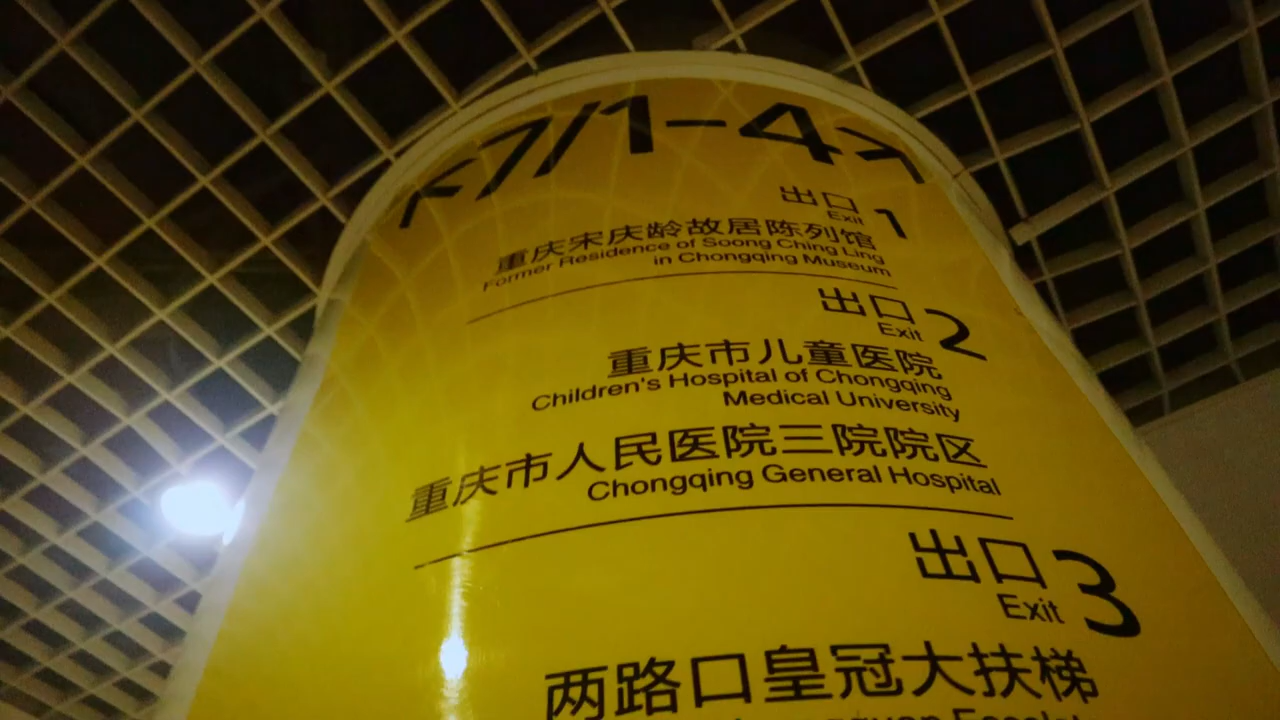 7/1-4
出口
Exit 1
重庆宋庆龄故居陈列馆
Former Residence of Soong Ching Ling
in Chongqing Museum
出口
Exit 2
重庆市儿童医院
Children's Hospital of Chongqing
Medical University
重庆市人民医院三院院区
Chongqing General Hospital
出口
Exit 3
两路口皇冠大扶梯